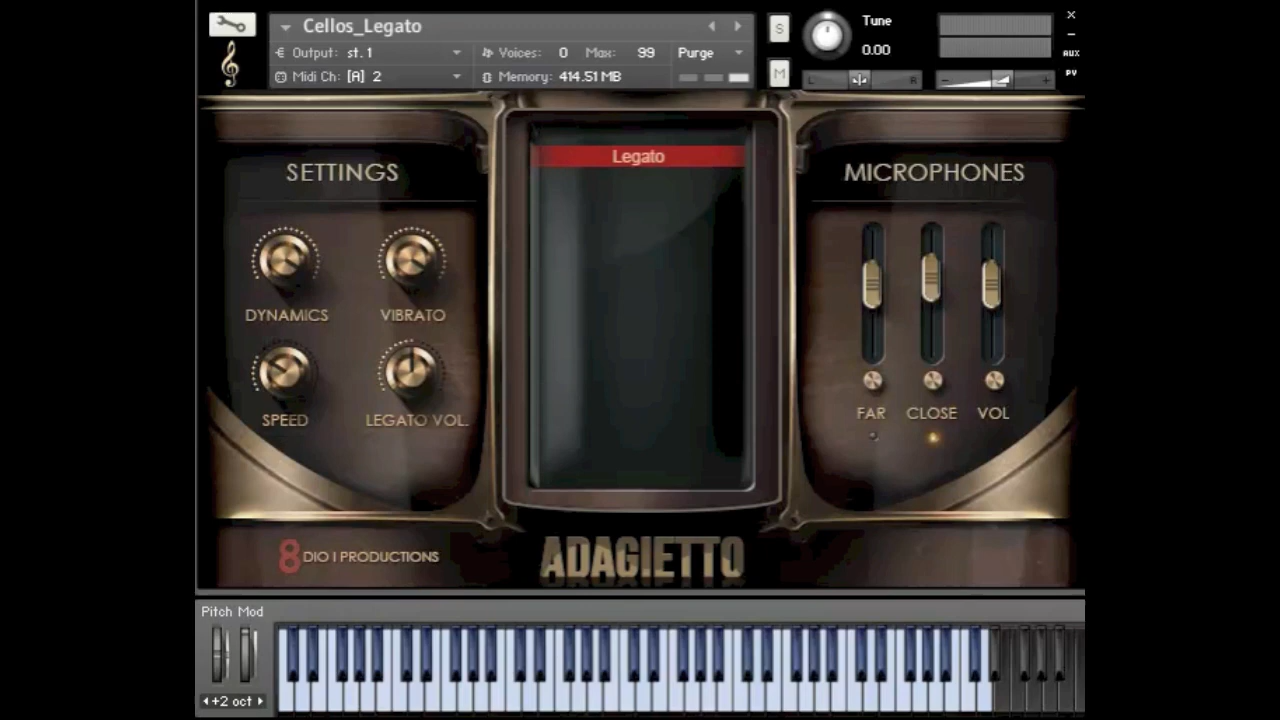 Cellos_Legato
Output: st. 1
Voices: 0 Max: 99 Purge
Midi Ch: [A] 2
Memory: 414.51 MB
S
M
Tune
0.00
L R
- +
x
-
AUX
PV
SETTINGS
DYNAMICS VIBRATO
SPEED LEGATO VOL.
Legato
MICROPHONES
FAR CLOSE VOL
8 DIO I PRODUCTIONS
ADAGIETTO
Pitch Mod
+2 oct